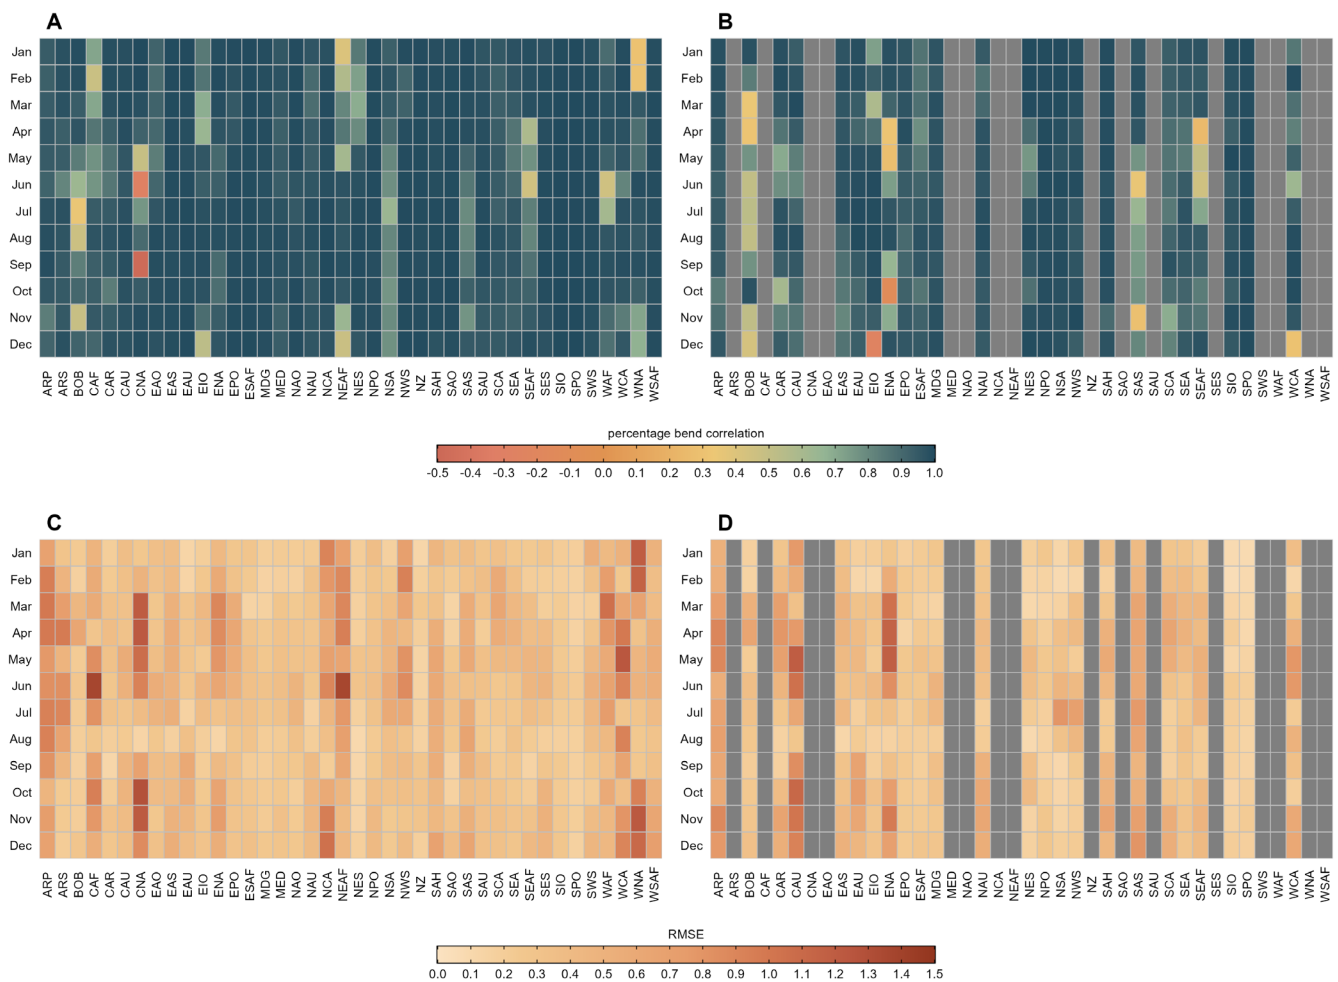 A
B
Jan
Feb
Mar
Apr
May
Jun
Jul
Aug
Sep
Oct
Nov
Dec
ARP ARS BOB CAF CAR CAU CNA EAO EAS EAU EIO ENA EPO ESAF MDG MED NAO NAU NCA NEAF NES NPO NSA NWS NZ SAH SAO SAS SAU SCA SEA SEAF SES SIO SPO SWS WAF WCA WNA WSAF
Jan
Feb
Mar
Apr
May
Jun
Jul
Aug
Sep
Oct
Nov
Dec
ARP ARS BOB CAF CAR CAU CNA EAO EAS EAU EIO ENA EPO ESAF MDG MED NAO NAU NCA NEAF NES NPO NSA NWS NZ SAH SAO SAS SAU SCA SEA SEAF SES SIO SPO SWS WAF WCA WNA WSAF
percentage bend correlation
-0.5 -0.4 -0.3 -0.2 -0.1 0.0 0.1 0.2 0.3 0.4 0.5 0.6 0.7 0.8 0.9 1.0
C
D
Jan
Feb
Mar
Apr
May
Jun
Jul
Aug
Sep
Oct
Nov
Dec
ARP ARS BOB CAF CAR CAU CNA EAO EAS EAU EIO ENA EPO ESAF MDG MED NAO NAU NCA NEAF NES NPO NSA NWS NZ SAH SAO SAS SAU SCA SEA SEAF SES SIO SPO SWS WAF WCA WNA WSAF
Jan
Feb
Mar
Apr
May
Jun
Jul
Aug
Sep
Oct
Nov
Dec
ARP ARS BOB CAF CAR CAU CNA EAO EAS EAU EIO ENA EPO ESAF MDG MED NAO NAU NCA NEAF NES NPO NSA NWS NZ SAH SAO SAS SAU SCA SEA SEAF SES SIO SPO SWS WAF WCA WNA WSAF
RMSE
0.0 0.1 0.2 0.3 0.4 0.5 0.6 0.7 0.8 0.9 1.0 1.1 1.2 1.3 1.4 1.5